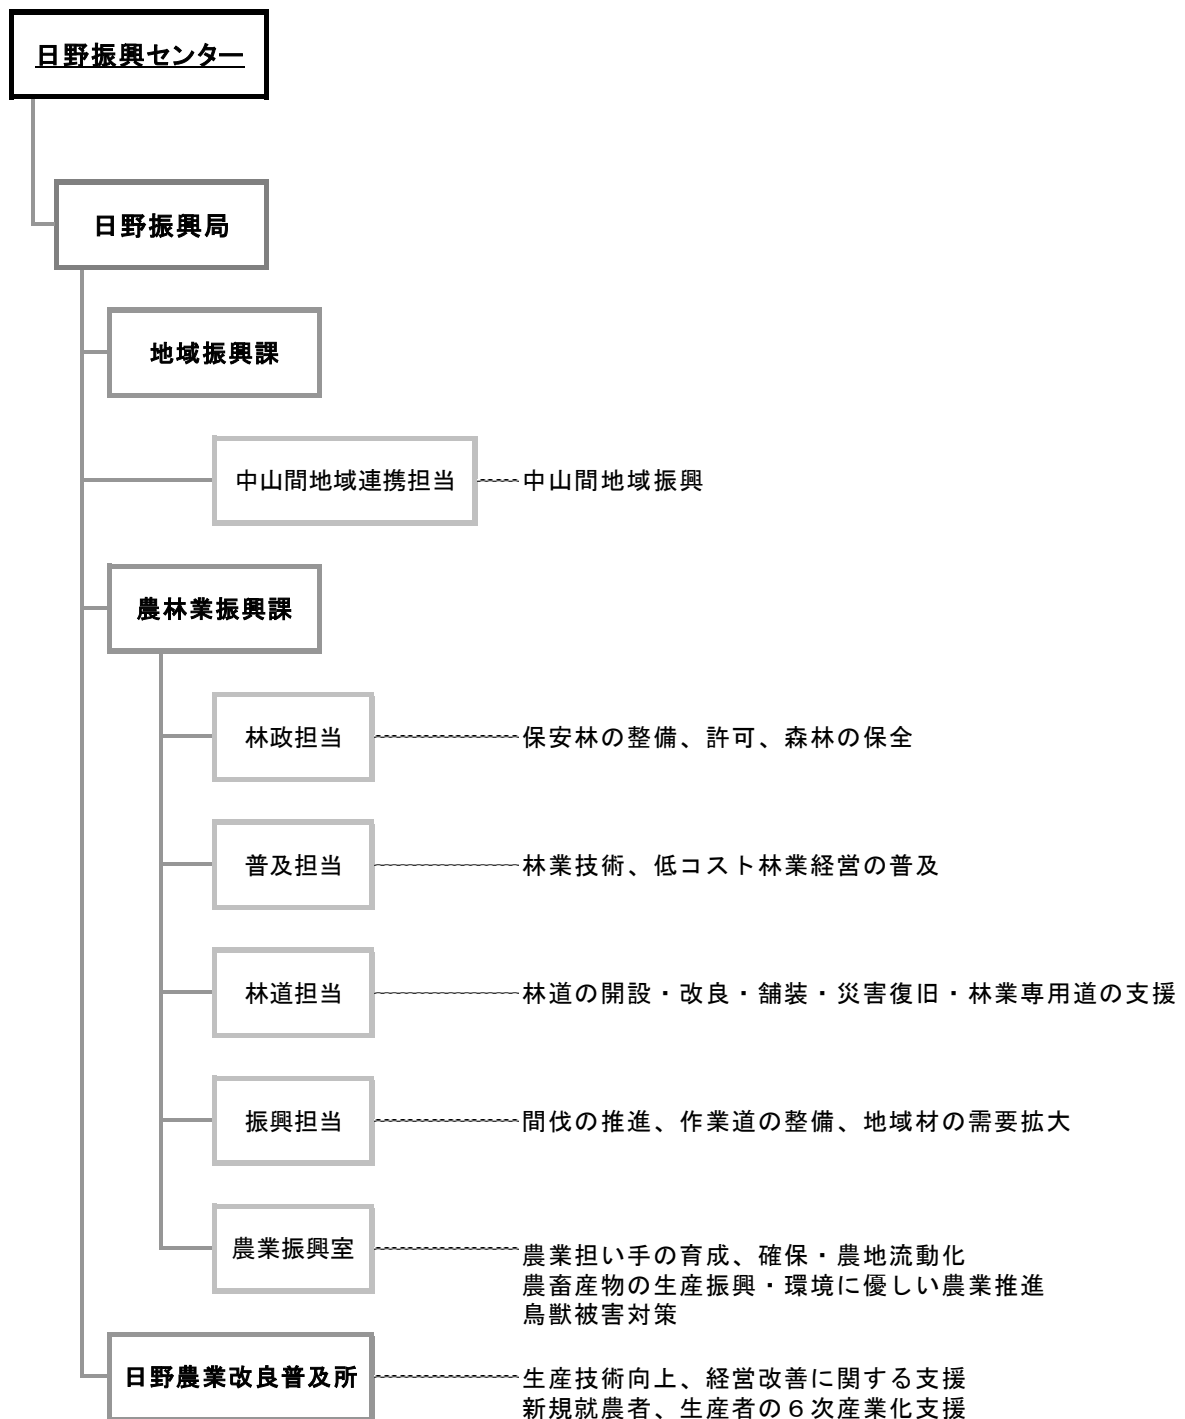 日野振興センター
日野振興局
地域振興課
中山間地域連携担当 中山間地域振興
農林業振興課
林政担当 保安林の整備、許可、森林の保全
普及担当 林業技術、低コスト林業経営の普及
林道担当 林道の開設・改良・舗装・災害復旧・林業専用道の支援
振興担当 間伐の推進、作業道の整備、地域材の需要拡大
農業振興室 農業担い手の育成、確保・農地流動化
農畜産物の生産振興・環境に優しい農業推進
鳥獣被害対策
日野農業改良普及所 生産技術向上、経営改善に関する支援
新規就農者、生産者の６次産業化支援